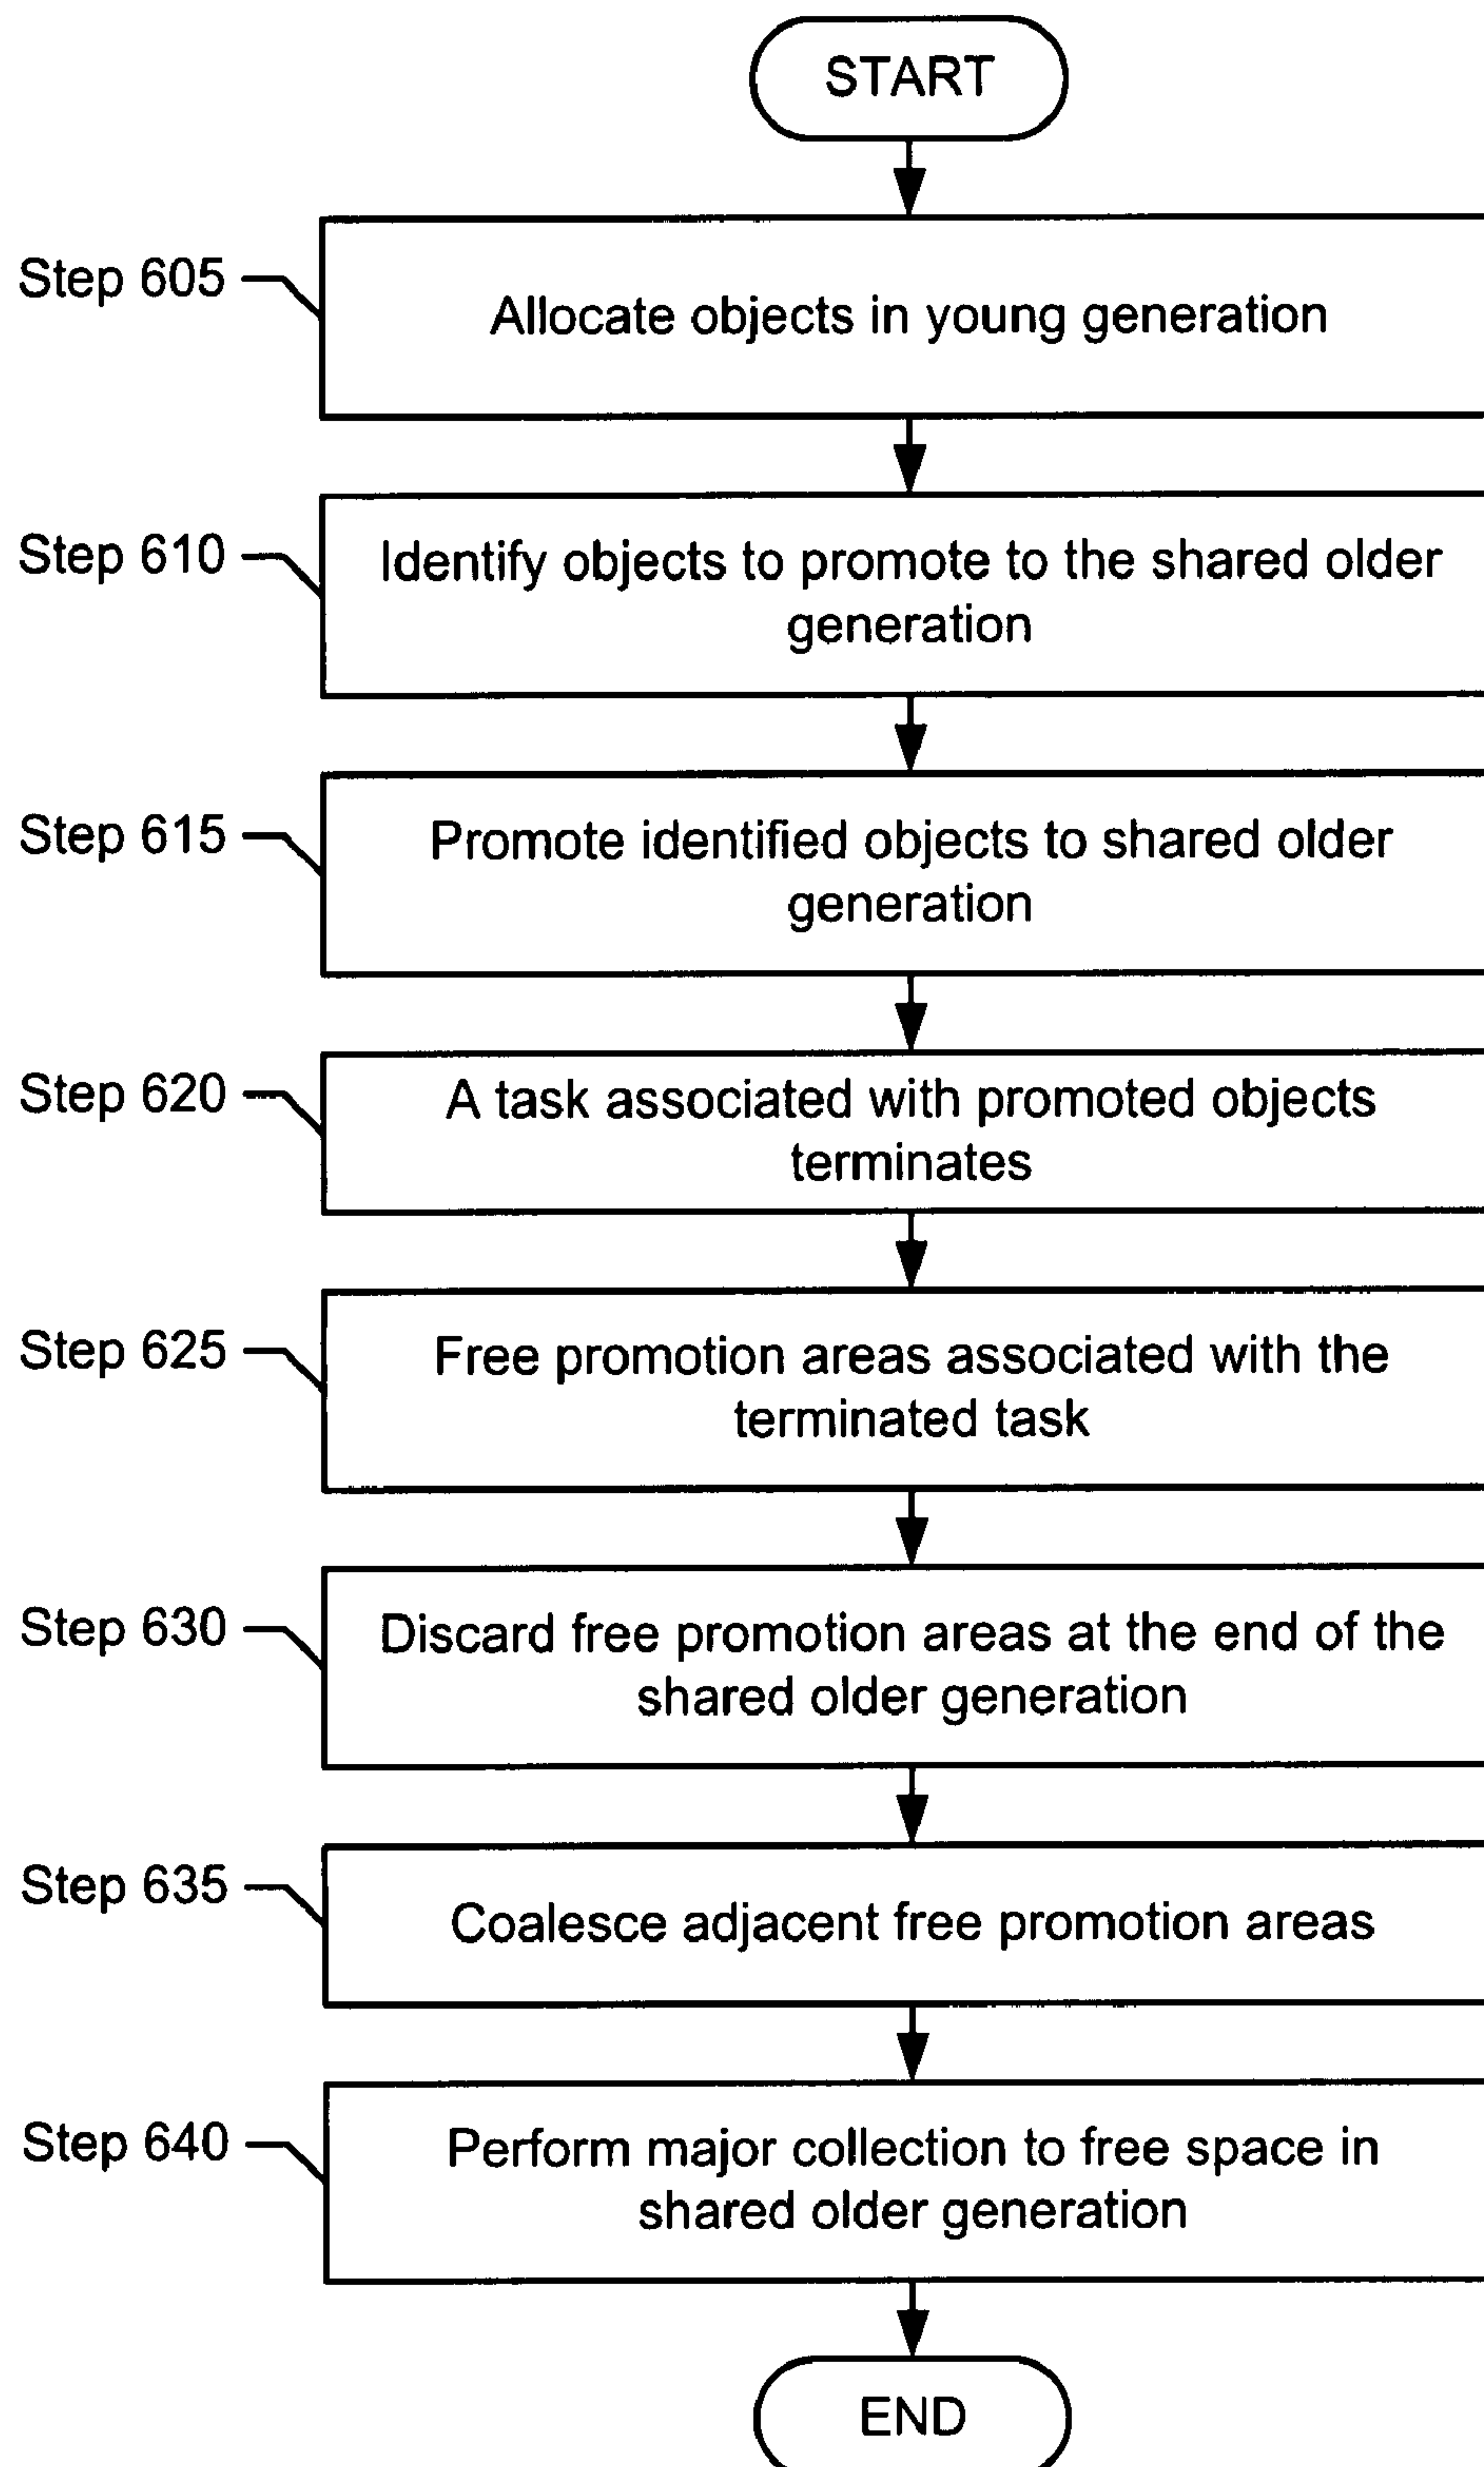 START
Step 605
Allocate objects in young generation
Step 610
Identify objects to promote to the shared older
generation
Step 615
Promote identified objects to shared older
generation
Step 620
A task associated with promoted objects
terminates
Step 625
Free promotion areas associated with the
terminated task
Step 630
Discard free promotion areas at the end of the
shared older generation
Step 635
Coalesce adjacent free promotion areas
Step 640
Perform major collection to free space in
shared older generation
END